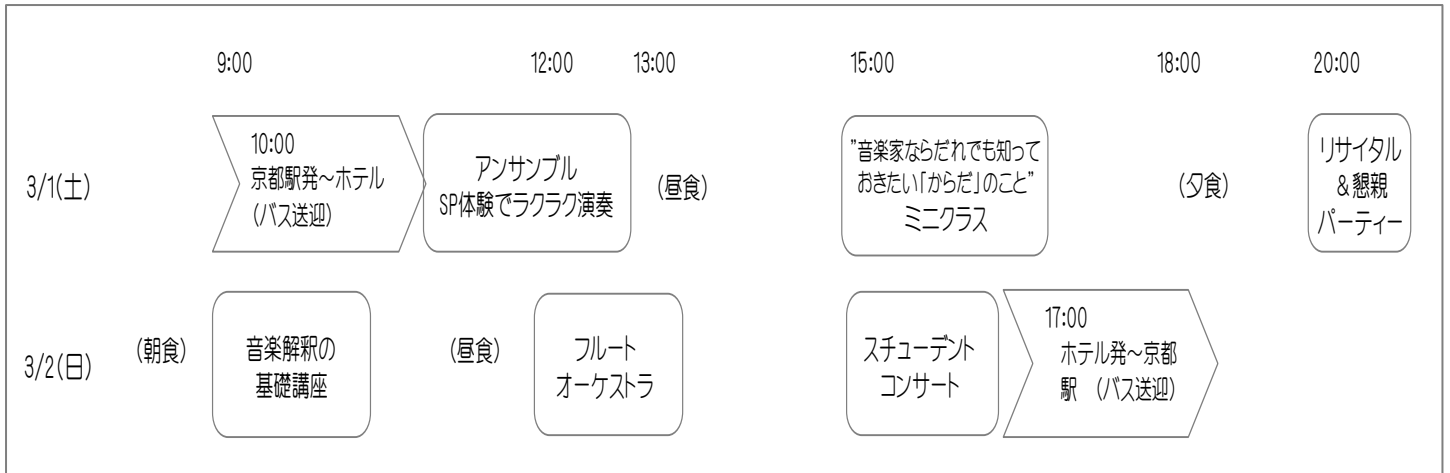 9:00 12:00 13:00 15:00 18:00 20:00
3/1(土)
10:00
京都駅発～ホテル
(バス送迎)
アンサンブル
SP体験でラクラク演奏
(昼食)
”音楽家ならだれでも知って
おきたい「からだ」のこと”
ミニクラス
(夕食)
リサイタル
＆懇親
パーティー
3/2(日)
(朝食)
音楽解釈の
基礎講座
(昼食)
フルート
オーケストラ
スチューデント
コンサート
17:00
ホテル発～京都
駅 (バス送迎)